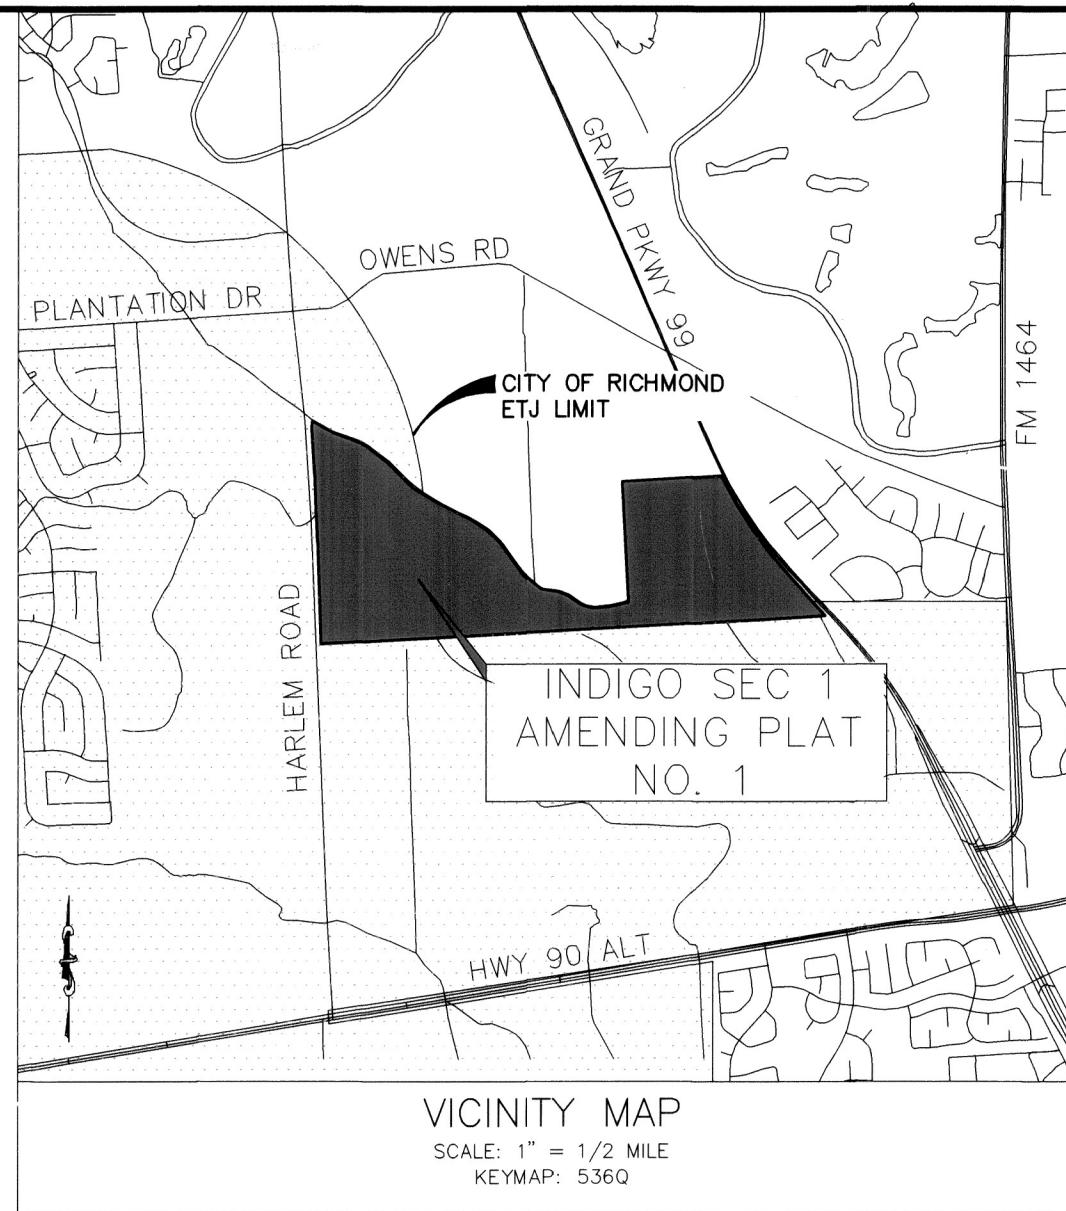 GRAND PKWY 99
OWENS RD
PLANTATION DR
FM 1464
CITY OF RICHMOND
ETJ LIMIT
HARLEM ROAD
INDIGO SEC 1
AMENDING PLAT
NO. 1
HWY 90 ALT
VICINITY MAP
SCALE: 1" = 1/2 MILE
KEYMAP: 536Q